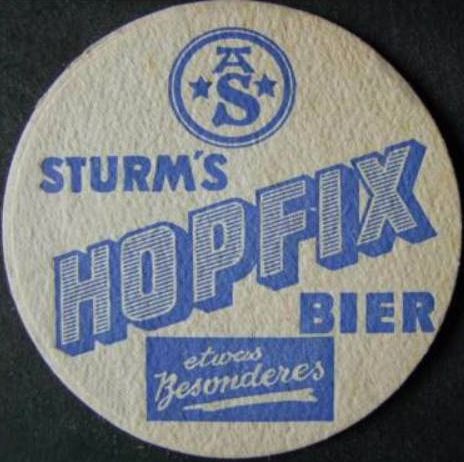 AS
STURM'S
HOPFIX
BIER
etwas
Besonderes